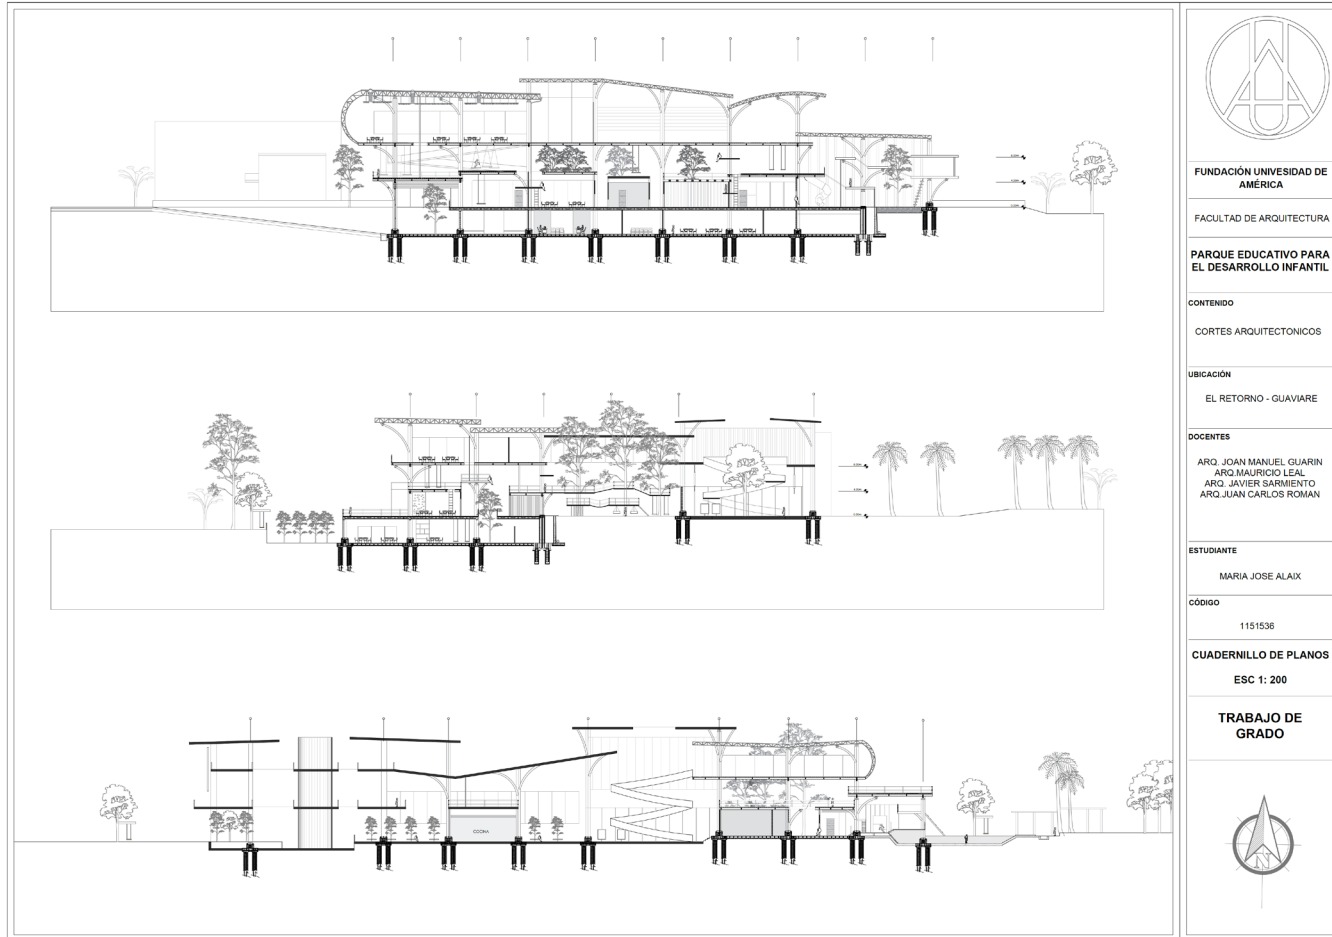 COCINA
FUNDACIÓN UNIVESIDAD DE
AMÉRICA
FACULTAD DE ARQUITECTURA
PARQUE EDUCATIVO PARA
EL DESARROLLO INFANTIL
CONTENIDO
CORTES ARQUITECTONICOS
UBICACIÓN
EL RETORNO - GUAVIARE
DOCENTES
ARQ. JOAN MANUEL GUARIN
ARQ.MAURICIO LEAL
ARQ. JAVIER SARMIENTO
ARQ.JUAN CARLOS ROMAN
ESTUDIANTE
MARIA JOSE ALAIX
CÓDIGO
1151536
CUADERNILLO DE PLANOS
ESC 1: 200
TRABAJO DE
GRADO
N